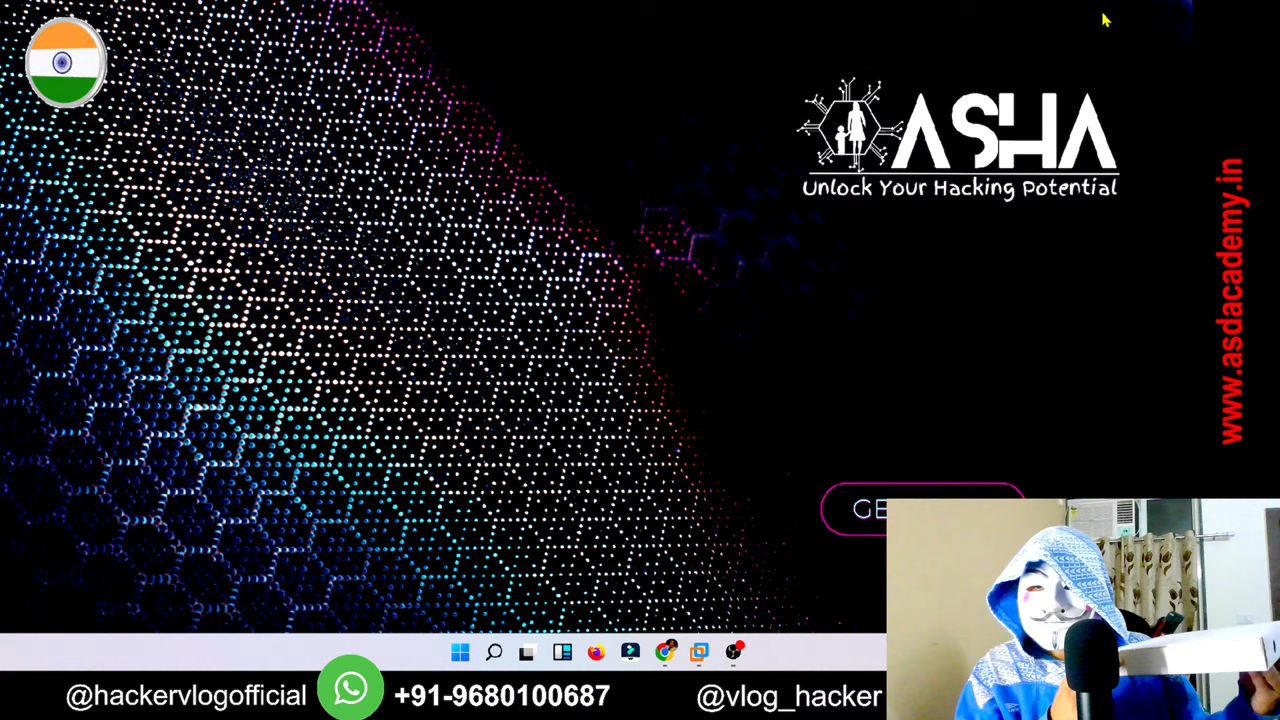 ASHA
Unlock Your Hacking Potential
www.asdacademy.in
GE
@hackervlogofficial
+91-9680100687
@vlog_hacker